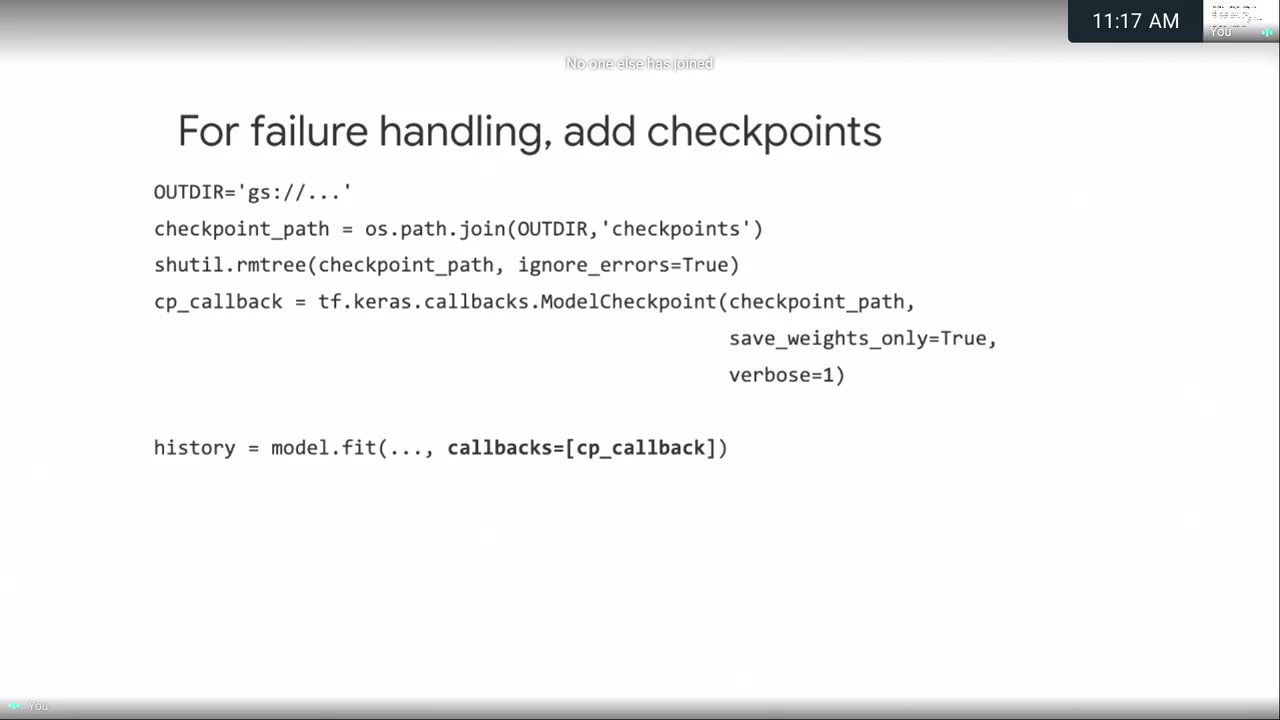 11:17 AM
You
No one else has joined
For failure handling, add checkpoints
OUTDIR='gs://...'
checkpoint_path = os.path.join(OUTDIR,'checkpoints')
shutil.rmtree(checkpoint_path, ignore_errors=True)
cp_callback = tf.keras.callbacks.ModelCheckpoint(checkpoint_path,
save_weights_only=True,
verbose=1)
history = model.fit(..., callbacks=[cp_callback])
You